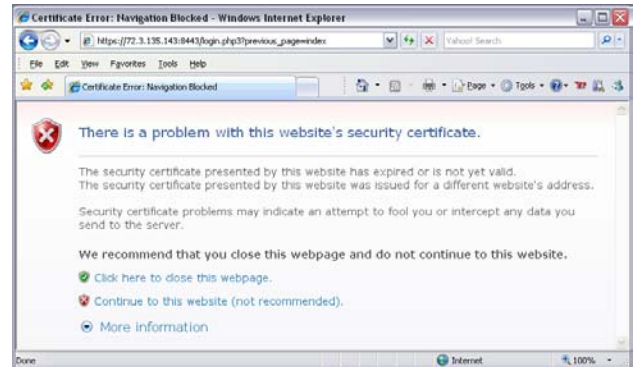 Certificate Error: Navigation Blocked - Windows Internet Explorer
https://72.3.135.143:8443/login.php3?previous_page=index
Yahoo! Search
File Edit View Favorites Tools Help
Certificate Error: Navigation Blocked
Page Tools
There is a problem with this website's security certificate.
The security certificate presented by this website has expired or is not yet valid.
The security certificate presented by this website was issued for a different website's address.
Security certificate problems may indicate an attempt to fool you or intercept any data you
send to the server.
We recommend that you close this webpage and do not continue to this website.
Click here to close this webpage.
Continue to this website (not recommended).
More information
Done
Internet
100%